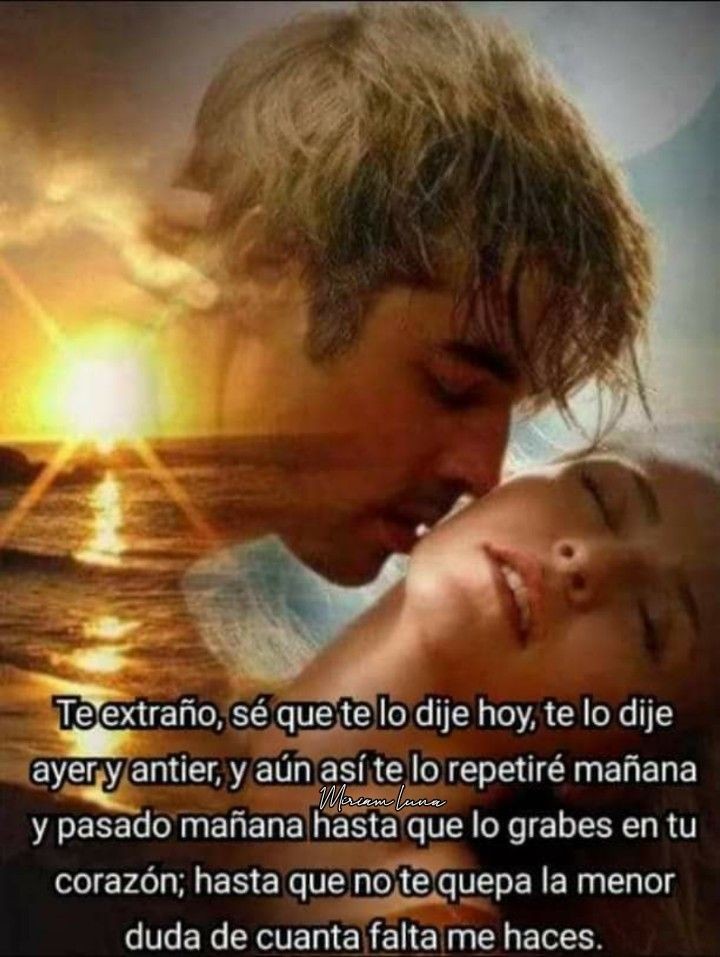 Te extraño, sé que te lo dije hoy, te lo dije
ayer y antier, y aún así te lo repetiré mañana
Miriam Luna
y pasado mañana hasta que lo grabes en tu
corazón; hasta que no te quepa la menor
duda de cuanta falta me haces.